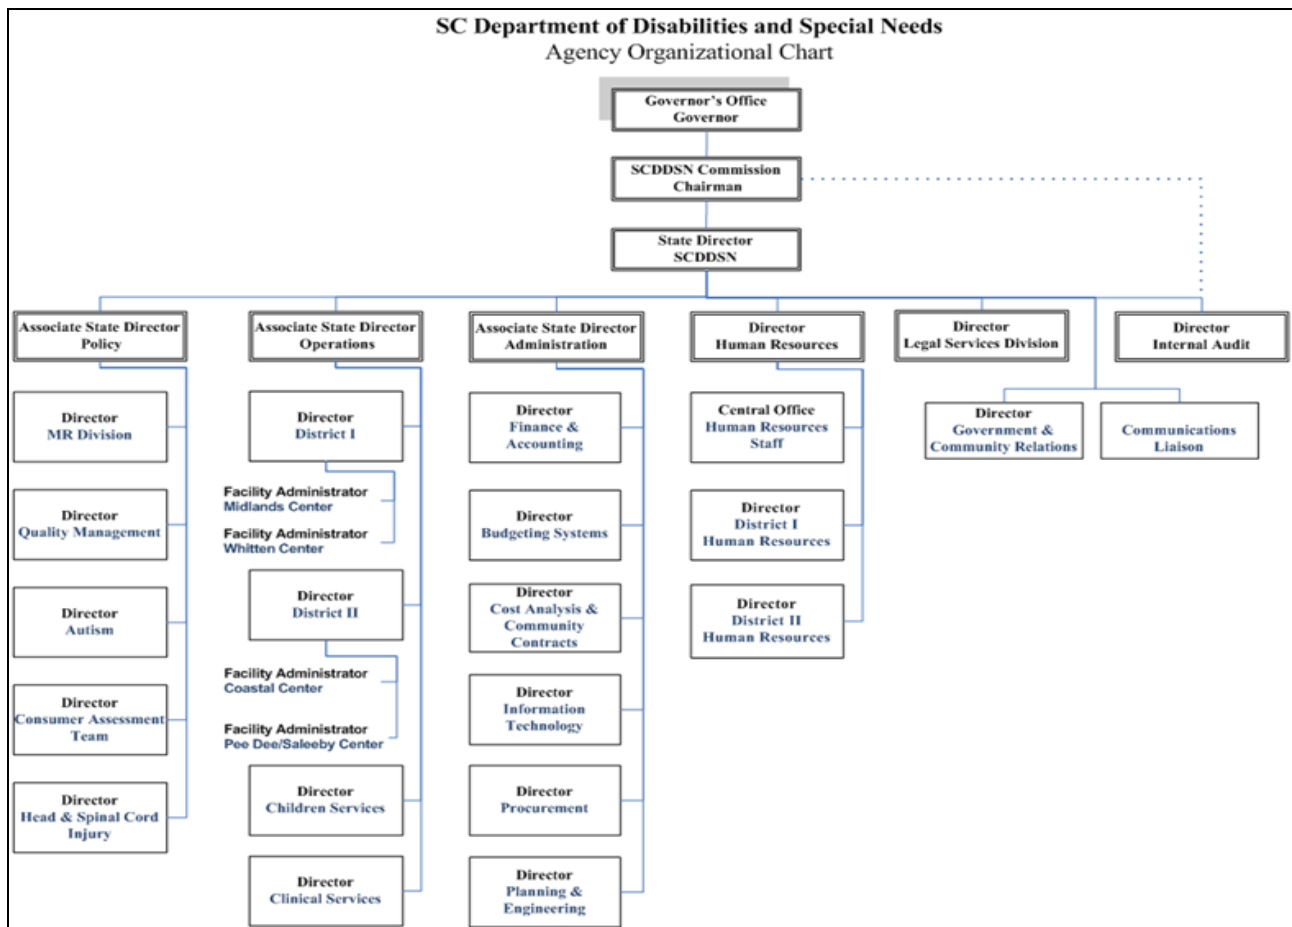 SC Department of Disabilities and Special Needs
Agency Organizational Chart
Governor's Office
Governor
SCDDSN Commission
Chairman
State Director
SCDDSN
Associate State Director
Policy
Director
MR Division
Director
Quality Management
Director
Autism
Director
Consumer Assessment
Team
Director
Head & Spinal Cord
Injury
Associate State Director
Operations
Director
District I
Facility Administrator
Midlands Center
Facility Administrator
Whitten Center
Director
District II
Facility Administrator
Coastal Center
Facility Administrator
Pee Dee/Saleeby Center
Director
Children Services
Director
Clinical Services
Associate State Director
Administration
Director
Finance &
Accounting
Director
Budgeting Systems
Director
Cost Analysis &
Community
Contracts
Director
Information
Technology
Director
Procurement
Director
Planning &
Engineering
Director
Human Resources
Central Office
Human Resources
Staff
Director
District I
Human Resources
Director
District II
Human Resources
Director
Legal Services Division
Director
Internal Audit
Director
Government &
Community Relations
Communications
Liaison